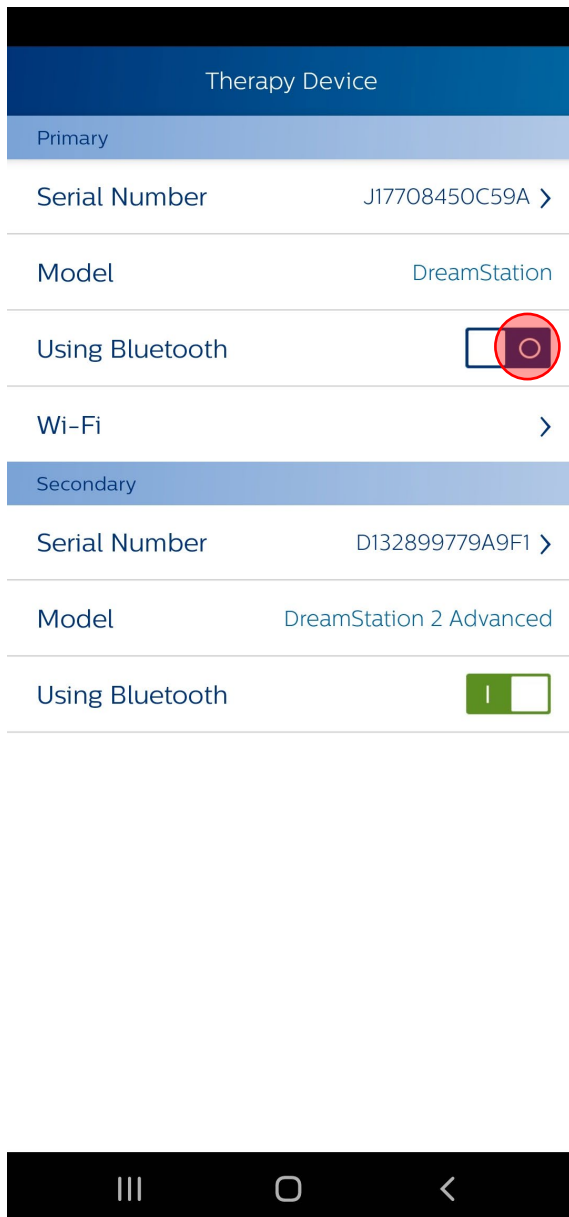 Therapy Device
Primary
Serial Number J17708450C59A
Model DreamStation
Using Bluetooth
Wi-Fi
Secondary
Serial Number D132899779A9F1
Model DreamStation 2 Advanced
Using Bluetooth